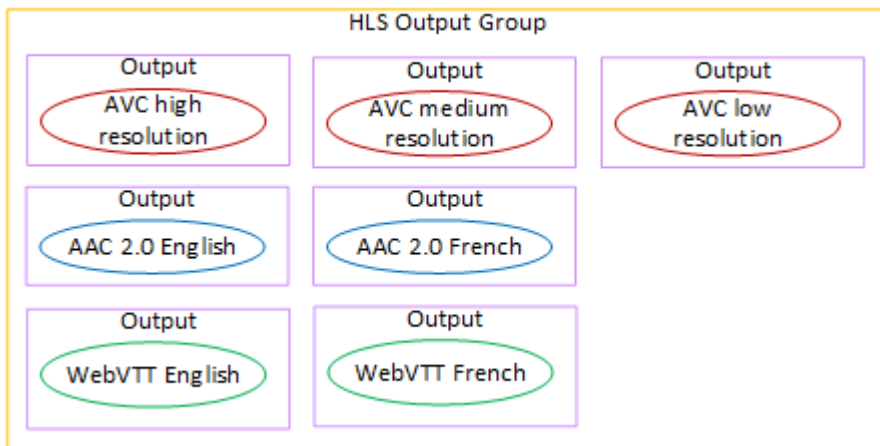 HLS Output Group
Output
AVC high
resolution
Output
AVC medium
resolution
Output
AVC low
resolution
Output
AAC 2.0 English
Output
AAC 2.0 French
Output
WebVTT English
Output
WebVTT French